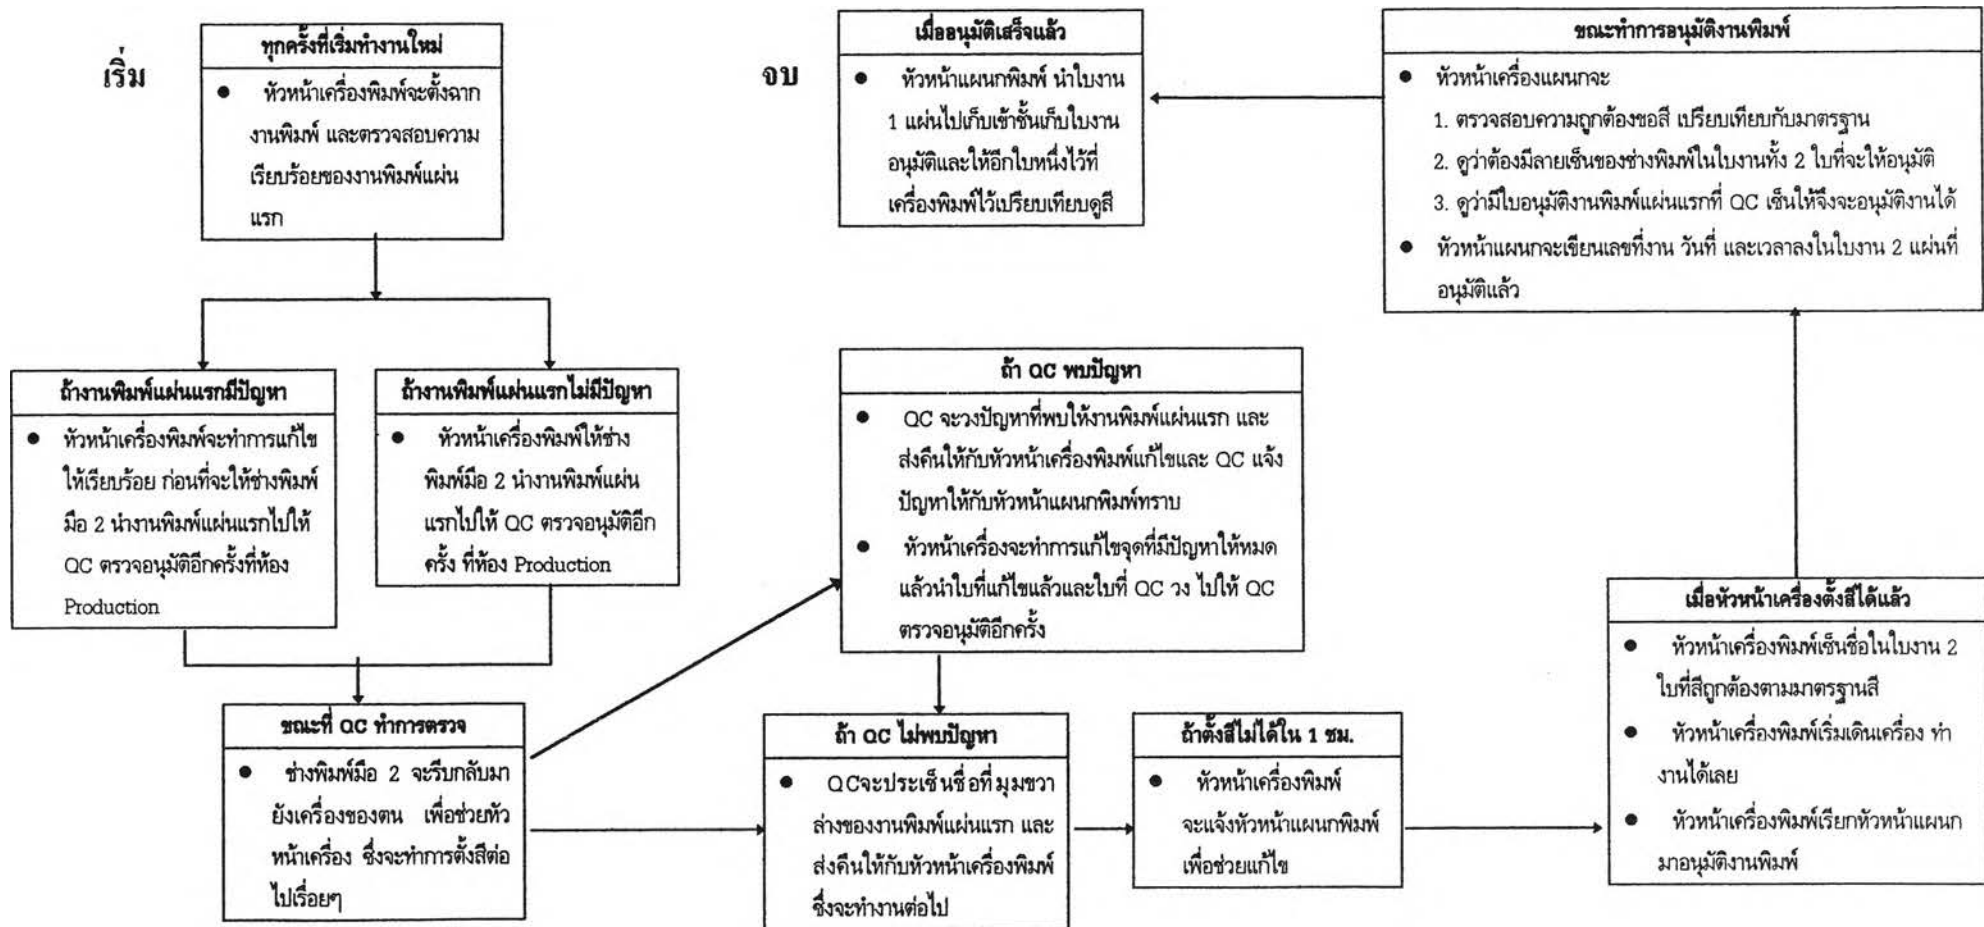 เริ่ม
ทุกครั้งที่เริ่มทำงานใหม่
● หัวหน้าเครื่องพิมพ์จะตั้งฉาก
งานพิมพ์ และตรวจสอบความ
เรียบร้อยของงานพิมพ์แผ่น
แรก
ถ้างานพิมพ์แผ่นแรกมีปัญหา
● หัวหน้าเครื่องพิมพ์จะทำการแก้ไข
ให้เรียบร้อย ก่อนที่จะให้ช่างพิมพ์
มือ 2 นำงานพิมพ์แผ่นแรกไปให้
QC ตรวจอนุมัติอีกครั้งที่ห้อง
Production
ถ้างานพิมพ์แผ่นแรกไม่มีปัญหา
● หัวหน้าเครื่องพิมพ์ให้ช่าง
พิมพ์มือ 2 นำงานพิมพ์แผ่น
แรกไปให้ QC ตรวจอนุมัติอีก
ครั้ง ที่ห้อง Production
ขณะที่ QC ทำการตรวจ
● ช่างพิมพ์มือ 2 จะรีบกลับมา
ยังเครื่องของตน เพื่อช่วยหัว
หน้าเครื่อง ซึ่งจะทำการตั้งสีต่อ
ไปเรื่อยๆ
ถ้า QC พบปัญหา
● QC จะวงปัญหาที่พบให้งานพิมพ์แผ่นแรก และ
ส่งคืนให้กับหัวหน้าเครื่องพิมพ์แก้ไขและ QC แจ้ง
ปัญหาให้กับหัวหน้าแผนกพิมพ์ทราบ
● หัวหน้าเครื่องจะทำการแก้ไขจุดที่มีปัญหาให้หมด
แล้วนำใบที่แก้ไขแล้วและใบที่ QC วง ไปให้ QC
ตรวจอนุมัติอีกครั้ง
ถ้า QC ไม่พบปัญหา
● QCจะประเซ็นชื่อที่มุมขวา
ล่างของงานพิมพ์แผ่นแรก และ
ส่งคืนให้กับหัวหน้าเครื่องพิมพ์
ซึ่งจะทำงานต่อไป
ถ้าตั้งสีไม่ได้ใน 1 ชม.
● หัวหน้าเครื่องพิมพ์
จะแจ้งหัวหน้าแผนกพิมพ์
เพื่อช่วยแก้ไข
เมื่อหัวหน้าเครื่องตั้งสีได้แล้ว
● หัวหน้าเครื่องพิมพ์เซ็นชื่อในใบงาน 2
ใบที่สีถูกต้องตามมาตรฐานสี
● หัวหน้าเครื่องพิมพ์เริ่มเดินเครื่อง ทำ
งานได้เลย
● หัวหน้าเครื่องพิมพ์เรียกหัวหน้าแผนก
มาอนุมัติงานพิมพ์
ขณะทำการอนุมัติงานพิมพ์
● หัวหน้าเครื่องแผนกจะ
1. ตรวจสอบความถูกต้องขอสี เปรียบเทียบกับมาตรฐาน
2. ดูว่าต้องมีลายเซ็นของช่างพิมพ์ในใบงานทั้ง 2 ใบที่จะให้อนุมัติ
3. ดูว่ามีใบอนุมัติงานพิมพ์แผ่นแรกที่ QC เซ็นให้จึงจะอนุมัติงานได้
● หัวหน้าแผนกจะเขียนเลขที่งาน วันที่ และเวลาลงในใบงาน 2 แผ่นที่
อนุมัติแล้ว
จบ
เมื่ออนุมัติเสร็จแล้ว
● หัวหน้าแผนกพิมพ์ นำใบงาน
1 แผ่นไปเก็บเข้าชั้นเก็บใบงาน
อนุมัติและให้อีกใบหนึ่งไว้ที่
เครื่องพิมพ์ไว้เปรียบเทียบดูสี